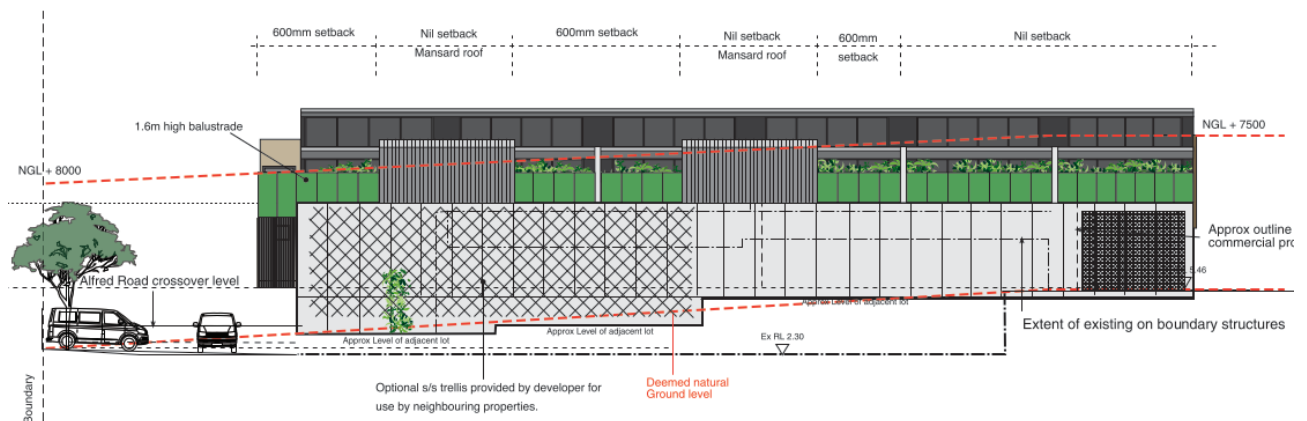 600mm setback
Nil setback
Mansard roof
600mm setback
Nil setback
Mansard roof
600mm
setback
Nil setback
1.6m high balustrade
NGL + 7500
NGL + 8000
Approx outline
commercial pro
Alfred Road crossover level
5.46
Approx Level of adjacent lot
Extent of existing on boundary structures
Approx Level of adjacent lot
Approx Level of adjacent lot
Ex RL 2.30
Optional s/s trellis provided by developer for
use by neighbouring properties.
Deemed natural
Ground level
Boundary